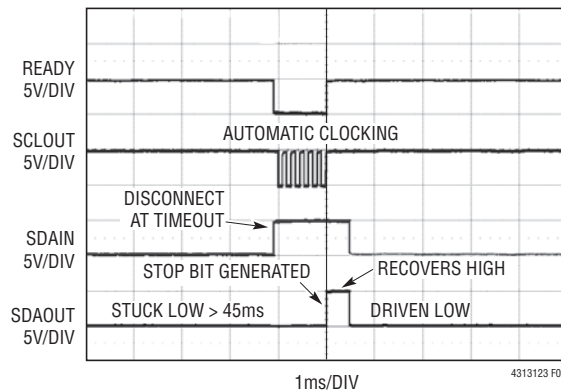 READY
5V/DIV
SCLOUT
5V/DIV
AUTOMATIC CLOCKING
DISCONNECT
AT TIMEOUT
SDAIN
5V/DIV
STOP BIT GENERATED
RECOVERS HIGH
SDAOUT
5V/DIV
STUCK LOW > 45ms
DRIVEN LOW
1ms/DIV
4313123 F0